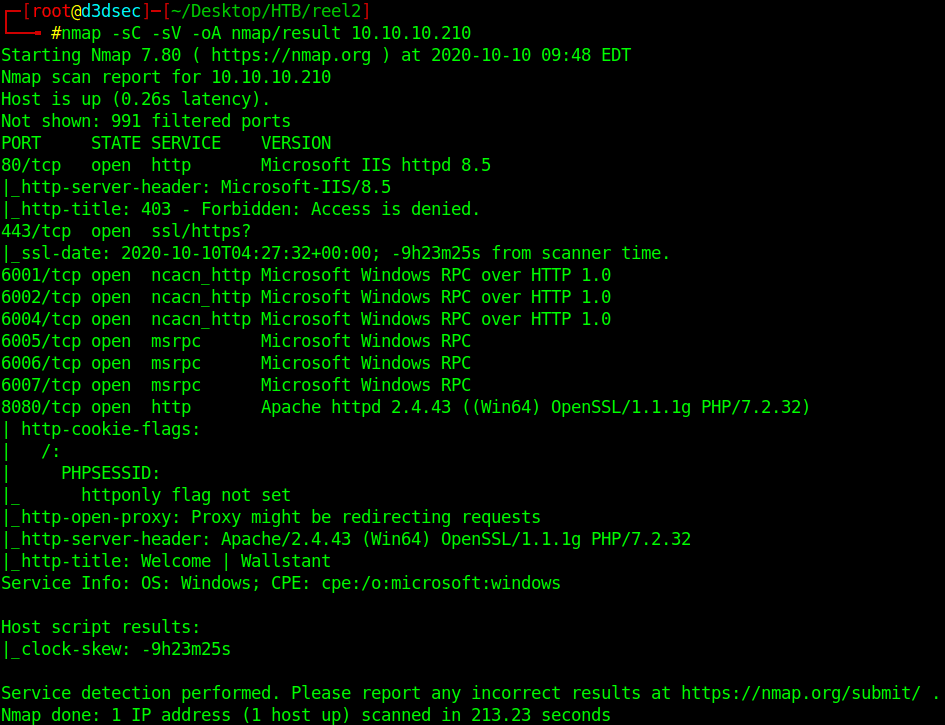 [root@d3dsec]─[~/Desktop/HTB/reel2]
#nmap -sC -sV -oA nmap/result 10.10.10.210
Starting Nmap 7.80 ( https://nmap.org ) at 2020-10-10 09:48 EDT
Nmap scan report for 10.10.10.210
Host is up (0.26s latency).
Not shown: 991 filtered ports
PORT     STATE SERVICE    VERSION
80/tcp   open  http       Microsoft IIS httpd 8.5
|_http-server-header: Microsoft-IIS/8.5
|_http-title: 403 - Forbidden: Access is denied.
443/tcp  open  ssl/https?
|_ssl-date: 2020-10-10T04:27:32+00:00; -9h23m25s from scanner time.
6001/tcp open  ncacn_http Microsoft Windows RPC over HTTP 1.0
6002/tcp open  ncacn_http Microsoft Windows RPC over HTTP 1.0
6004/tcp open  ncacn_http Microsoft Windows RPC over HTTP 1.0
6005/tcp open  msrpc      Microsoft Windows RPC
6006/tcp open  msrpc      Microsoft Windows RPC
6007/tcp open  msrpc      Microsoft Windows RPC
8080/tcp open  http       Apache httpd 2.4.43 ((Win64) OpenSSL/1.1.1g PHP/7.2.32)
| http-cookie-flags:
|   /:
|     PHPSESSID:
|_      httponly flag not set
|_http-open-proxy: Proxy might be redirecting requests
|_http-server-header: Apache/2.4.43 (Win64) OpenSSL/1.1.1g PHP/7.2.32
|_http-title: Welcome | Wallstant
Service Info: OS: Windows; CPE: cpe:/o:microsoft:windows
Host script results:
|_clock-skew: -9h23m25s
Service detection performed. Please report any incorrect results at https://nmap.org/submit/ .
Nmap done: 1 IP address (1 host up) scanned in 213.23 seconds